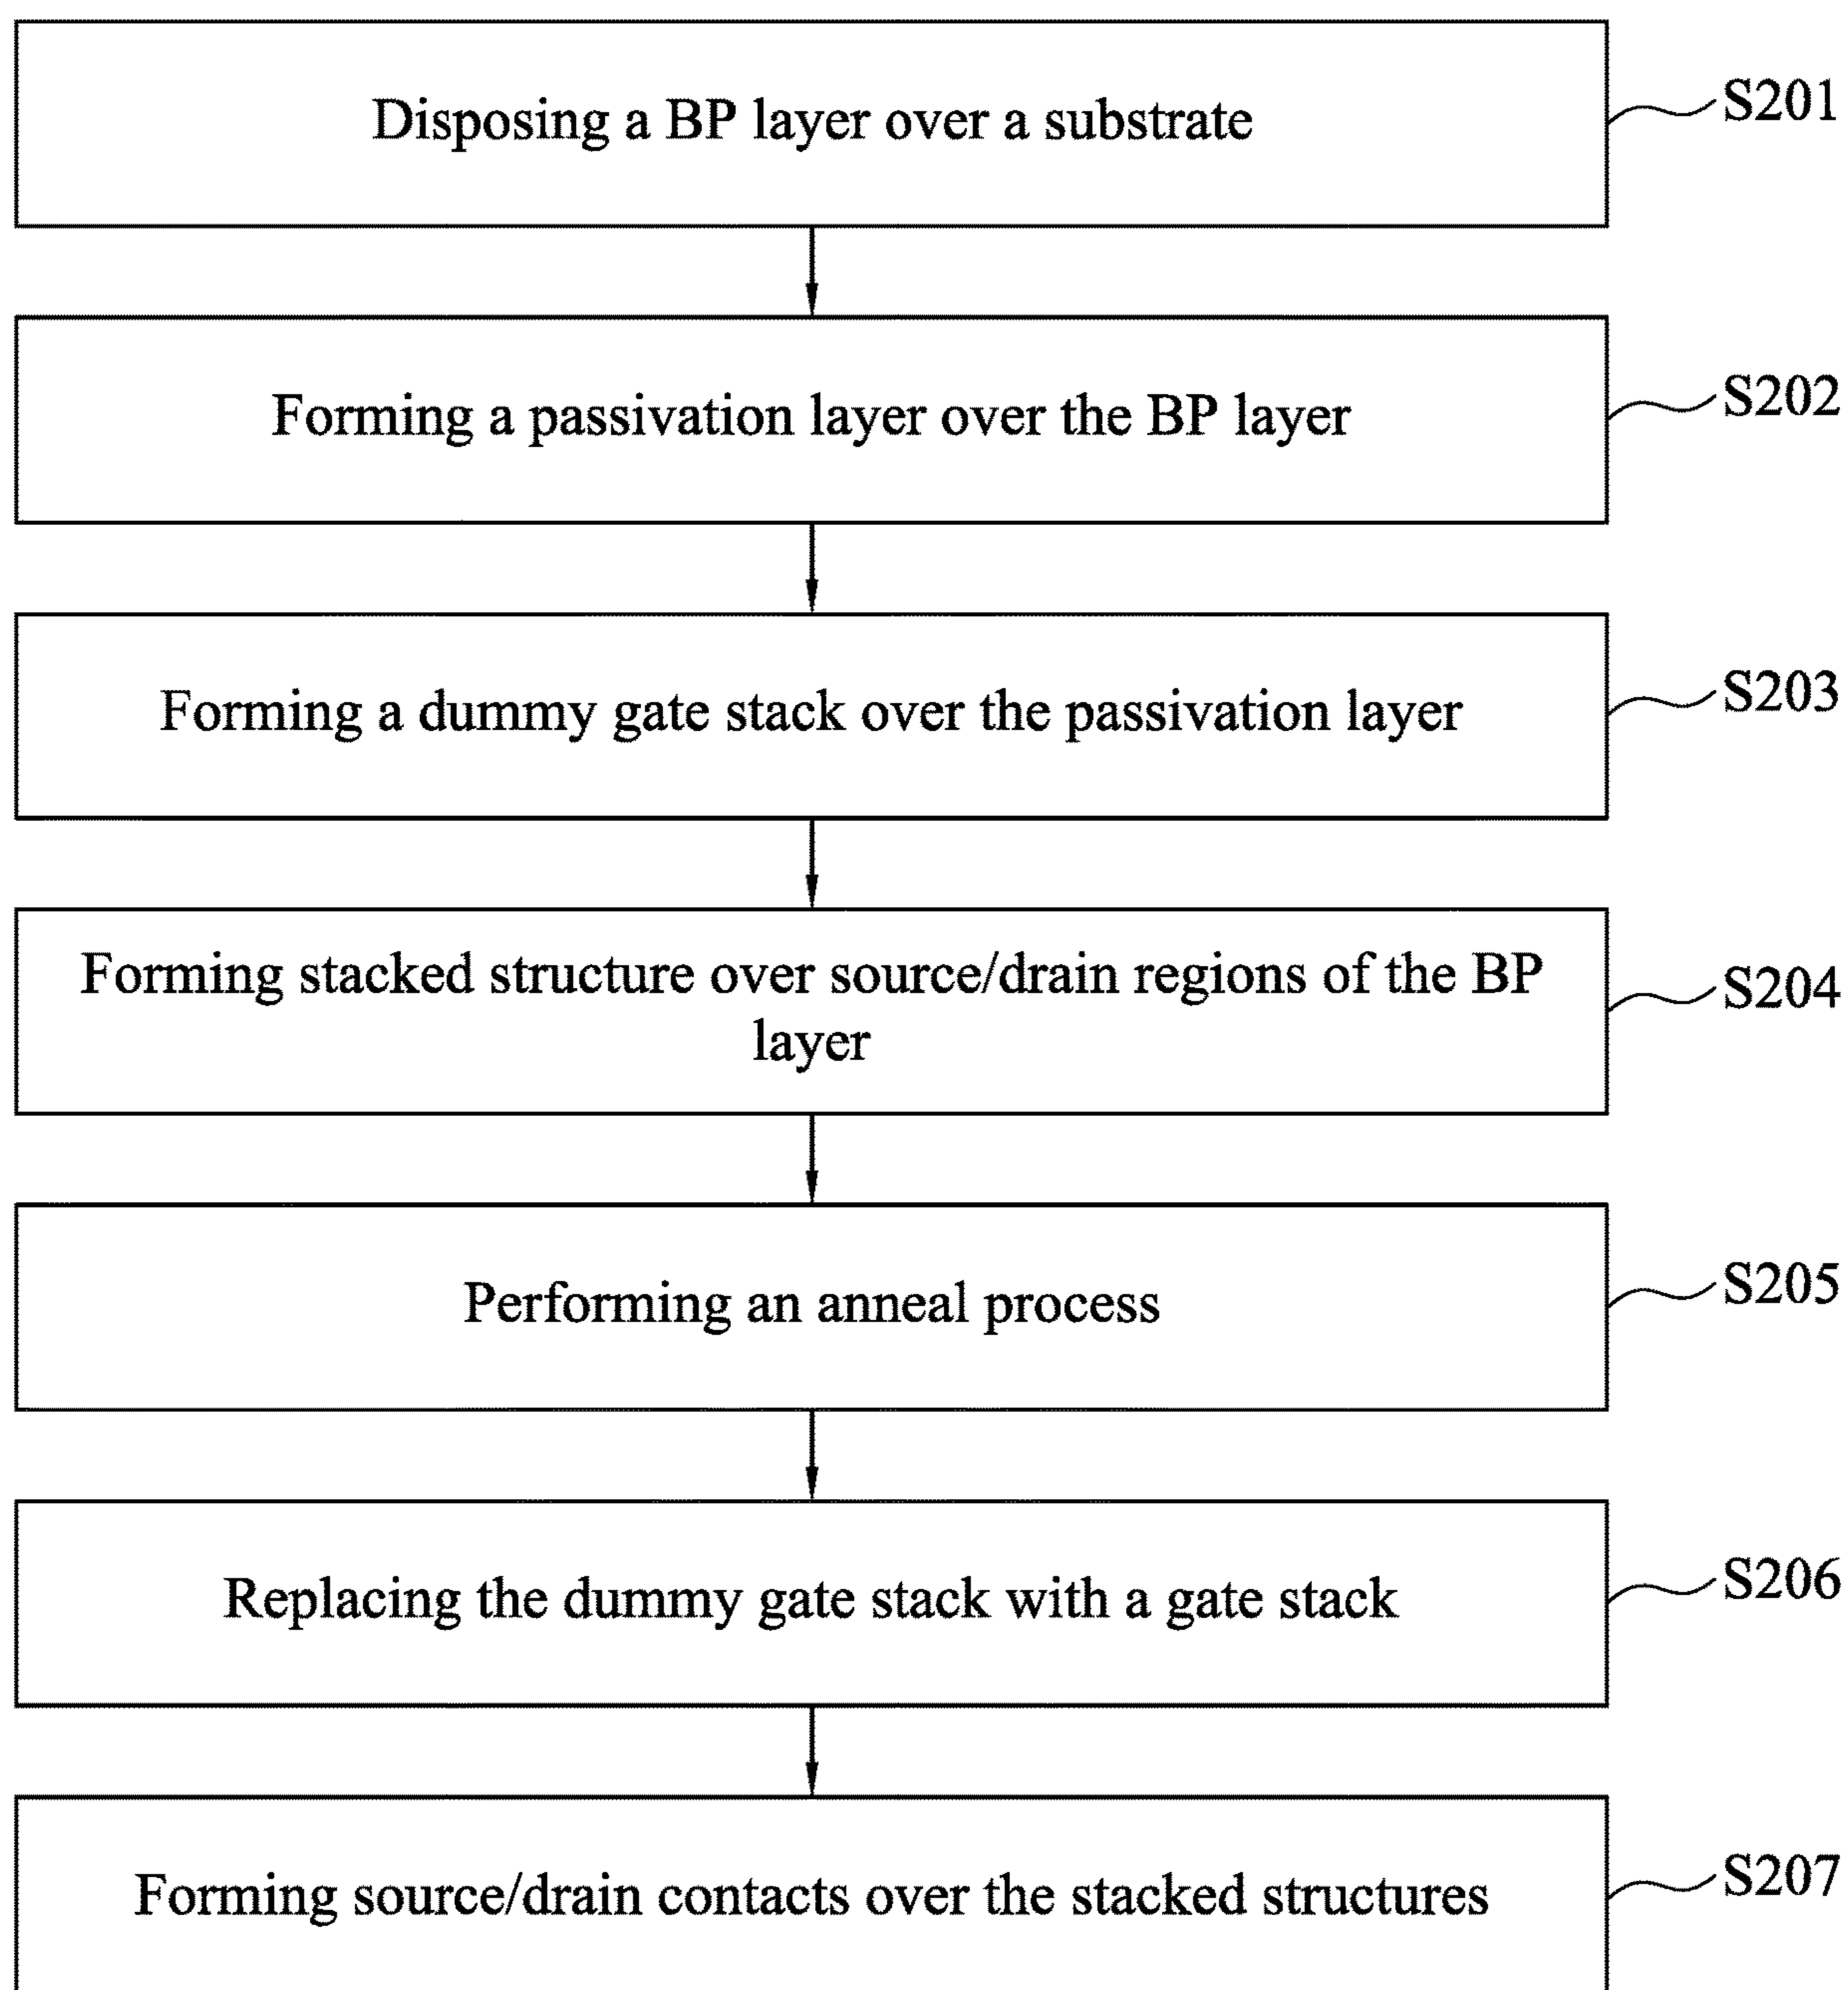 Disposing a BP layer over a substrate
S201
Forming a passivation layer over the BP layer
S202
Forming a dummy gate stack over the passivation layer
S203
Forming stacked structure over source/drain regions of the BP
layer
S204
Performing an anneal process
S205
Replacing the dummy gate stack with a gate stack
S206
Forming source/drain contacts over the stacked structures
S207